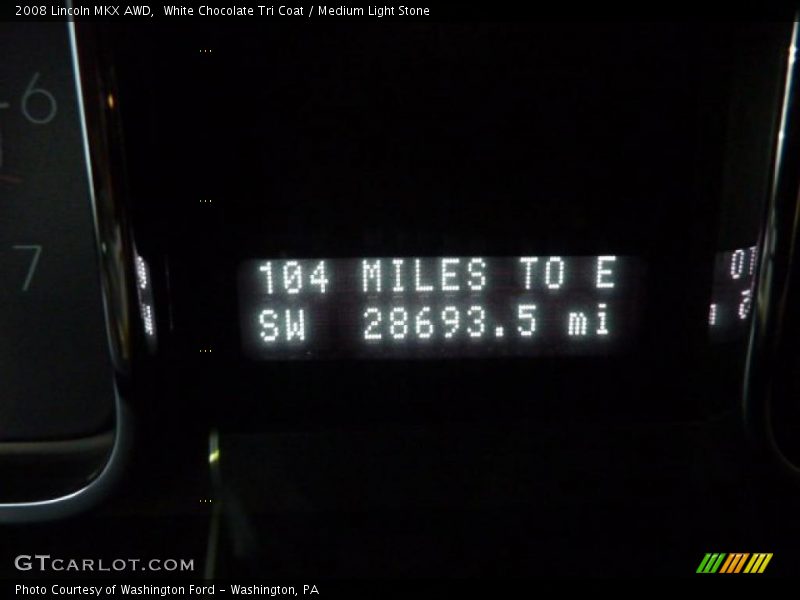 2008 Lincoln MKX AWD,  White Chocolate Tri Coat / Medium Light Stone
6
7
104 MILES TO E
SW 28693.5 mi
GTCARLOT.COM
Photo Courtesy of Washington Ford - Washington, PA